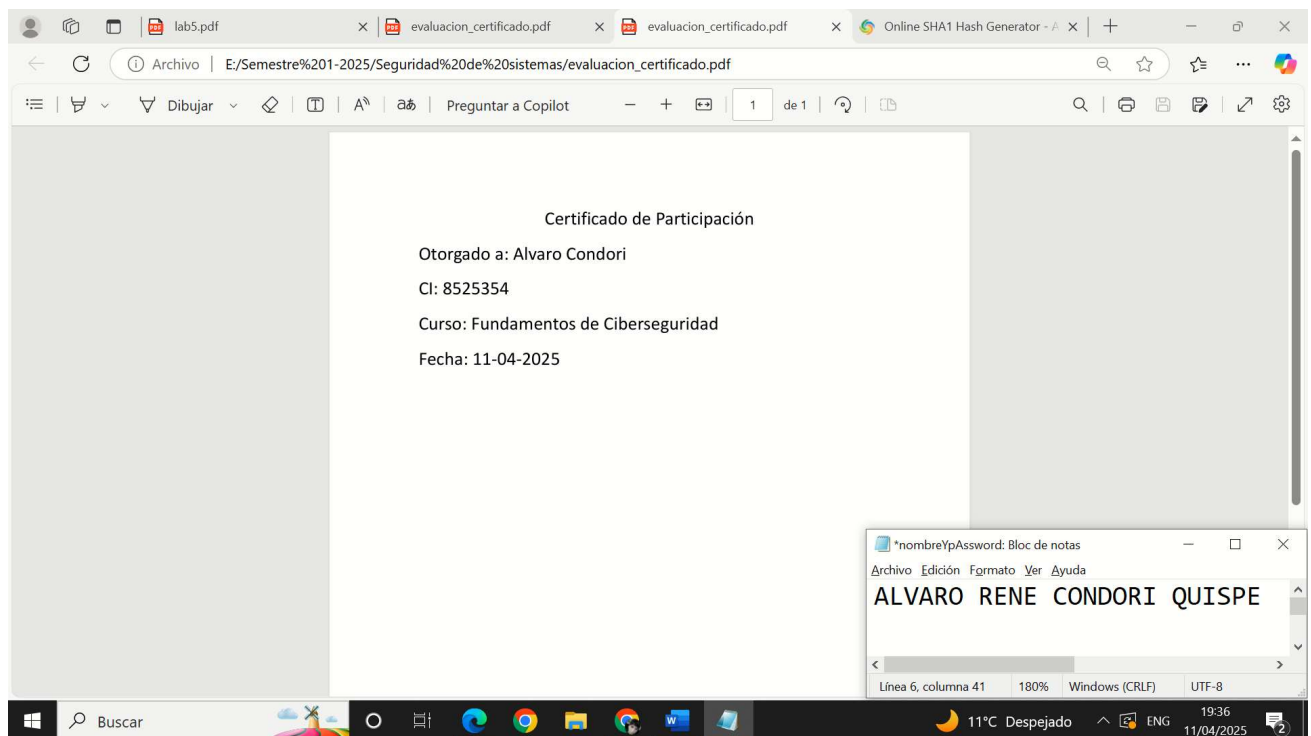 lab5.pdf
evaluacion_certificado.pdf
evaluacion_certificado.pdf
Online SHA1 Hash Generator - A
Archivo
E:/Semestre%201-2025/Seguridad%20de%20sistemas/evaluacion_certificado.pdf
Dibujar
Preguntar a Copilot
1 de 1
Certificado de Participación
Otorgado a: Alvaro Condori
CI: 8525354
Curso: Fundamentos de Ciberseguridad
Fecha: 11-04-2025
*nombreYpAssword: Bloc de notas
Archivo Edición Formato Ver Ayuda
ALVARO RENE CONDORI QUISPE
Línea 6, columna 41 180% Windows (CRLF) UTF-8
Buscar
11°C Despejado
ENG
19:36
11/04/2025
2